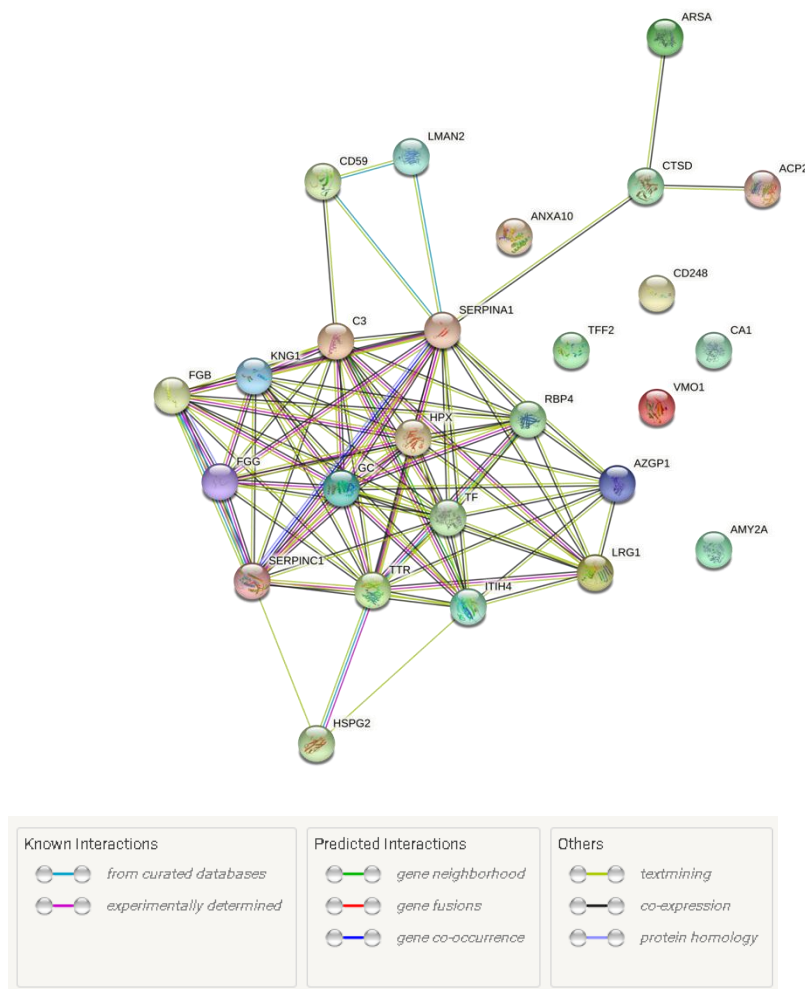 ARSA
LMAN2
CD59
CTSD
ACP2
ANXA10
CD248
SERPINA1
C3
TFF2
CA1
KNG1
FGB
VMO1
RBP4
HPX
FGG
GC
AZGP1
TF
AMY2A
SERPINC1
TTR
LRG1
ITIH4
HSPG2
Known Interactions
from curated databases
experimentally determined
Predicted Interactions
gene neighborhood
gene fusions
gene co-occurrence
Others
textmining
co-expression
protein homology